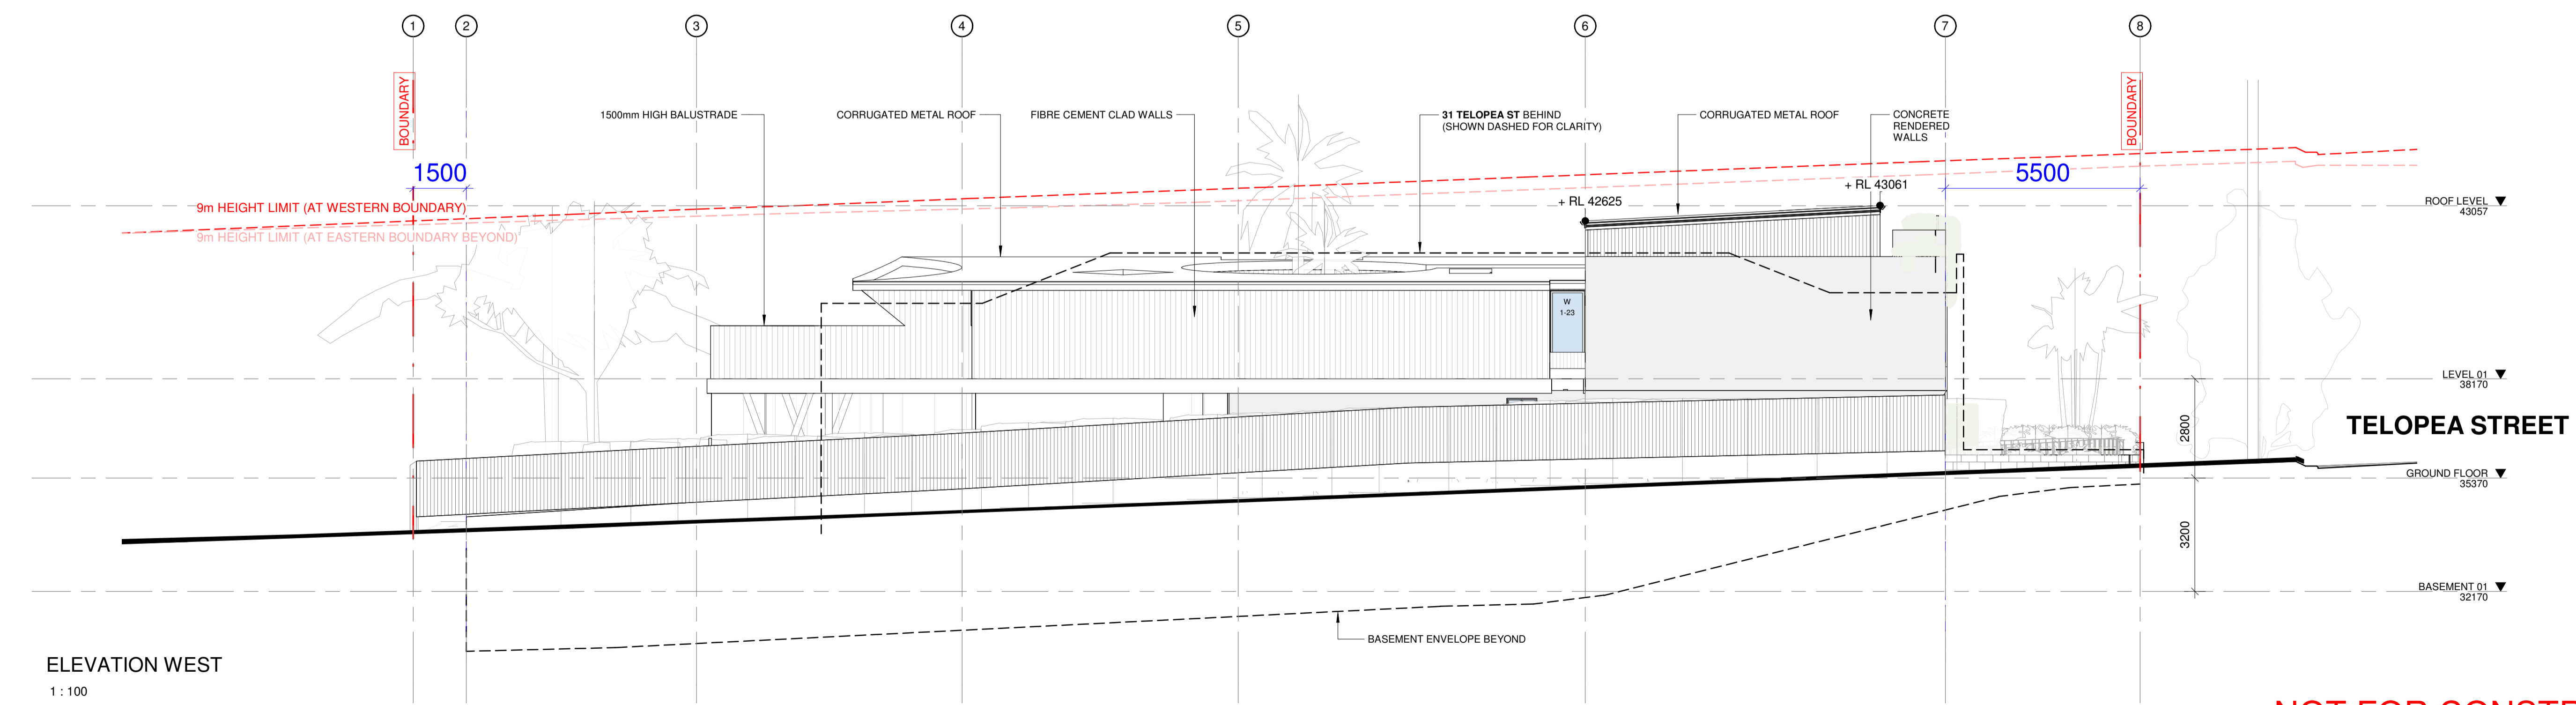 1 2 3 4 5 6 7 8
BOUNDARY
BOUNDARY
1500mm HIGH BALUSTRADE
CORRUGATED METAL ROOF
FIBRE CEMENT CLAD WALLS
31 TELOPEA ST BEHIND
(SHOWN DASHED FOR CLARITY)
CORRUGATED METAL ROOF
CONCRETE
RENDERED
WALLS
1500
5500
+ RL 43061
+ RL 42625
9m HEIGHT LIMIT (AT WESTERN BOUNDARY)
9m HEIGHT LIMIT (AT EASTERN BOUNDARY BEYOND)
ROOF LEVEL
43057
W
1-23
LEVEL 01
38170
2800
TELOPEA STREET
GROUND FLOOR
35370
3200
BASEMENT 01
32170
BASEMENT ENVELOPE BEYOND
ELEVATION WEST
1 : 100